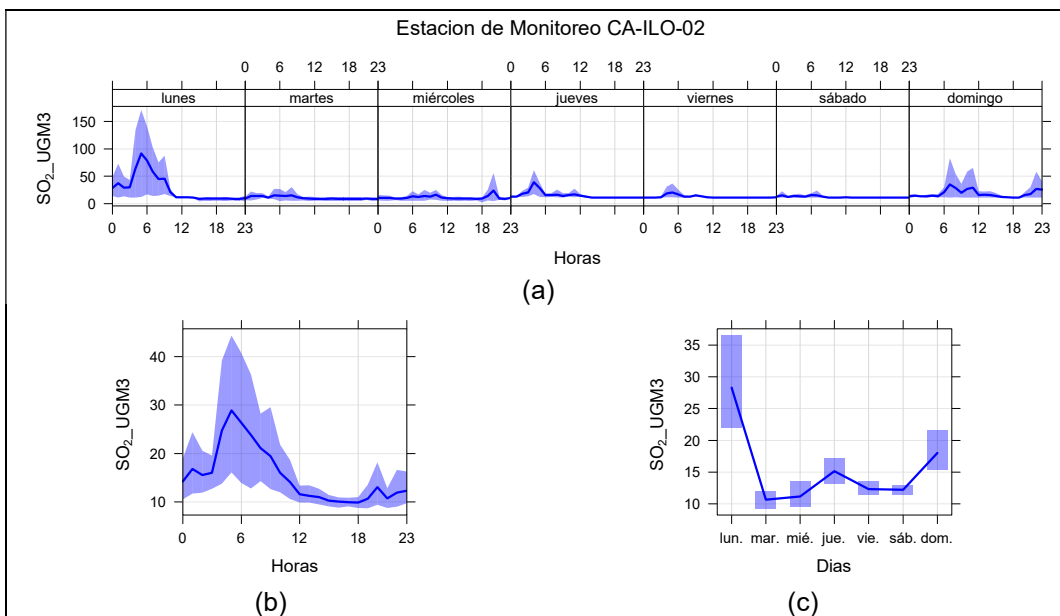 Estacion de Monitoreo CA-ILO-02
0 6 12 18 23 0 6 12 18 23 0 6 12 18 23
lunes martes miércoles jueves viernes sábado domingo
SO₂_UGM3
150
100
50
0
0 6 12 18 23 0 6 12 18 23 0 6 12 18 23 0 6 12 18 23
Horas
(a)
SO₂_UGM3
40
30
20
10
0 6 12 18 23
Horas
(b)
SO₂_UGM3
35
30
25
20
15
10
lun. mar. mié. jue. vie. sáb. dom.
Dias
(c)